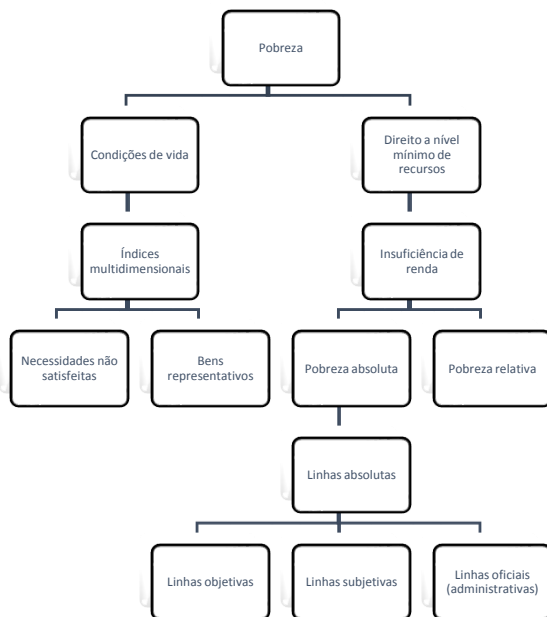 Pobreza
Condições de vida
Direito a nível
mínimo de
recursos
Índices
multidimensionais
Insuficiência de
renda
Necessidades não
satisfeitas
Bens
representativos
Pobreza absoluta
Pobreza relativa
Linhas absolutas
Linhas objetivas
Linhas subjetivas
Linhas oficiais
(administrativas)